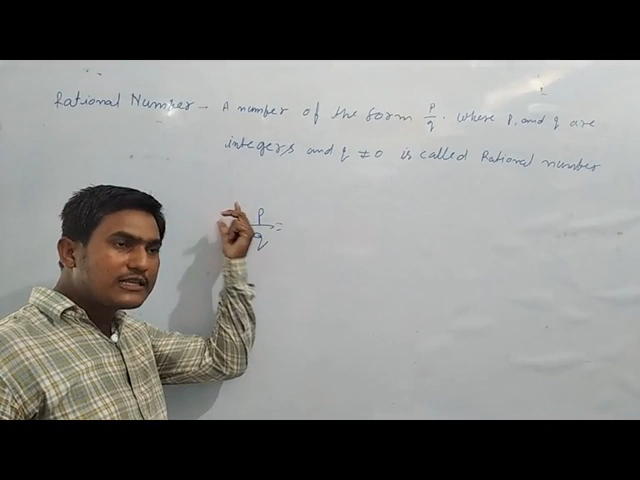 Rational Number - A number of the form P/q. where P, and q are
integers and q ≠ 0 is called Rational number
P/q =